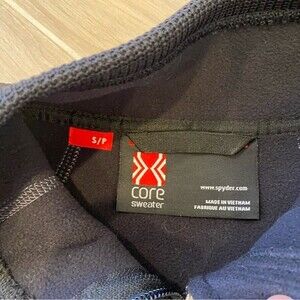 S/P
core
sweater
www.spyder.com
MADE IN VIETNAM
FABRIQUE AU VIETNAM